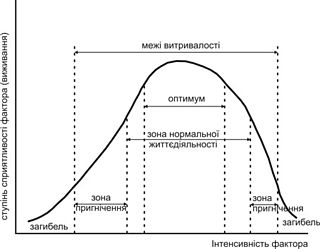 ступінь сприятливості фактора (виживання)
межі витривалості
оптимум
зона нормальної
життєдіяльності
зона
пригнічення
зона
пригнічення
загибель
загибель
Інтенсивність фактора